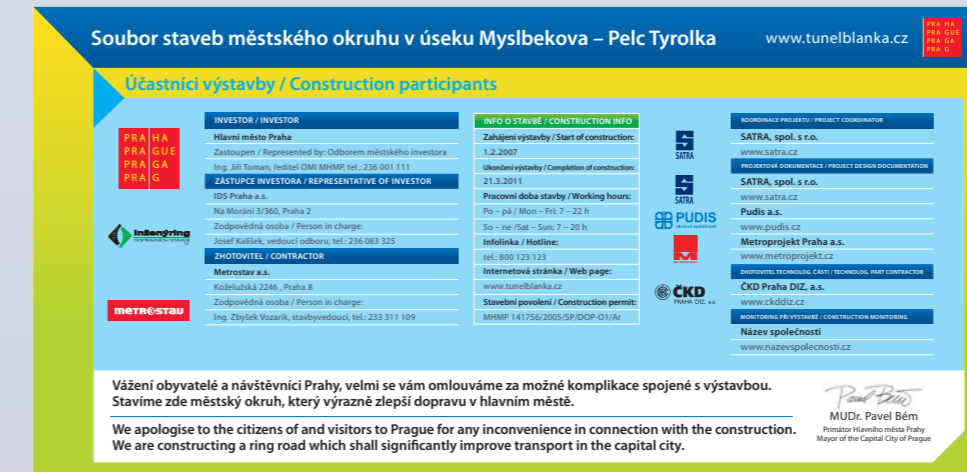 Soubor staveb městského okruhu v úseku Myslbekova – Pelc Tyrolka
www.tunelblanka.cz
PRA HA
PRA GUE
PRA GA
PRA G
Účastníci výstavby / Construction participants
PRA HA
PRA GUE
PRA GA
PRA G
INVESTOR / INVESTOR
Hlavní město Praha
Zastoupen / Represented by: Odborem městského investora
Ing. Jiří Toman, ředitel OMI MHMP, tel.: 236 001 111
ZÁSTUPCE INVESTORA / REPRESENTATIVE OF INVESTOR
IDS Praha a.s.
Na Moráni 3/360, Praha 2
Zodpovědná osoba / Person in charge:
Josef Kališek, vedoucí odboru, tel.: 236 083 325
Inženýring
DOPRAVNÍCH STAVEB
ZHOTOVITEL / CONTRACTOR
Metrostav a.s.
Koželužská 2246 , Praha 8
Zodpovědná osoba / Person in charge:
Ing. Zbyšek Vozarik, stavbyvedoucí, tel.: 233 311 109
METROSTAV
INFO O STAVBĚ / CONSTRUCTION INFO
Zahájení výstavby / Start of construction:
1.2.2007
Ukončení výstavby / Completion of construction:
21.3.2011
Pracovní doba stavby / Working hours:
Po – pá / Mon – Fri: 7 – 22 h
So – ne /Sat – Sun: 7 – 20 h
Infolinka / Hotline:
tel.: 800 123 123
Internetová stránka / Web page:
www.tunelblanka.cz
Stavební povolení / Construction permit:
MHMP 141756/2005/SP/DOP-O1/Ar
SATRA
SATRA
PUDIS
akciová společnost
ČKD
PRAHA DIZ, a.s.
KOORDINACE PROJEKTU / PROJECT COORDINATOR
SATRA, spol. s r.o.
www.satra.cz
PROJEKTOVÁ DOKUMENTACE / PROJECT DESIGN DOCUMENTATION
SATRA, spol. s r.o.
www.satra.cz
Pudis a.s.
www.pudis.cz
Metroprojekt Praha a.s.
www.metroprojekt.cz
ZHOTOVITEL TECHNOLOG. ČÁSTI / TECHNOLOG. PART CONTRACTOR
ČKD Praha DIZ, a.s.
www.ckddiz.cz
MONITORING PŘI VÝSTAVBĚ / CONSTRUCTION MONITORING
Název společnosti
www.nazevspolecnosti.cz
Vážení obyvatelé a návštěvníci Prahy, velmi se vám omlouváme za možné komplikace spojené s výstavbou.
Stavíme zde městský okruh, který výrazně zlepší dopravu v hlavním městě.
We apologise to the citizens of and visitors to Prague for any inconvenience in connection with the construction.
We are constructing a ring road which shall significantly improve transport in the capital city.
Pavel Bém
MUDr. Pavel Bém
Primátor Hlavního města Prahy
Mayor of the Capital City of Prague